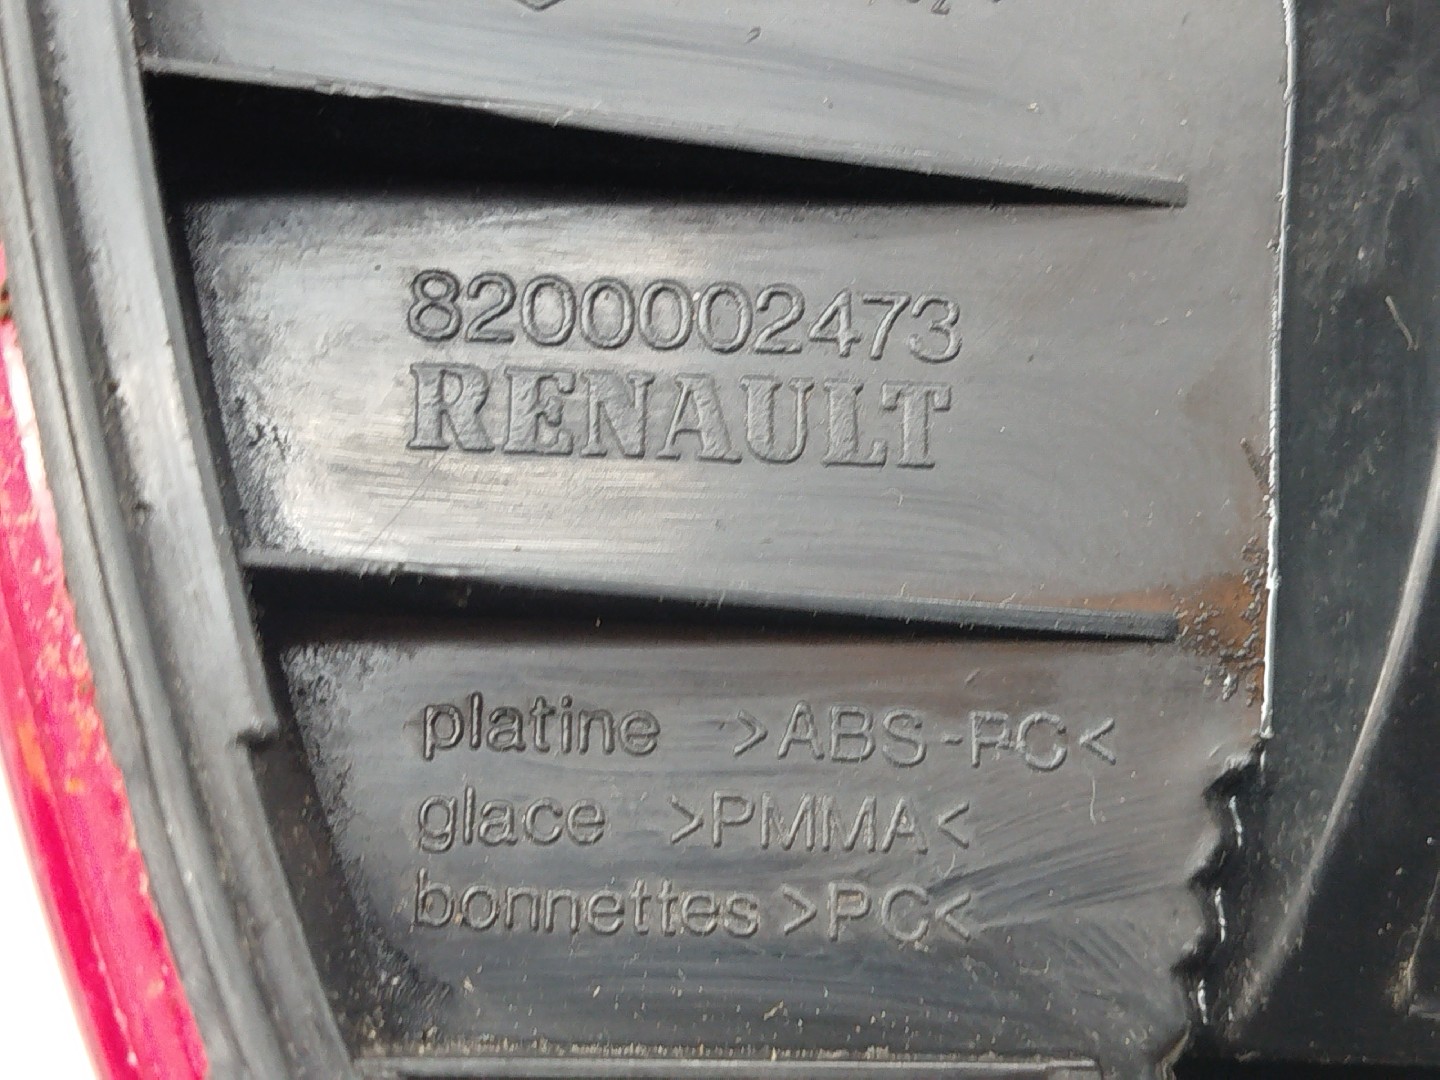 8200002473
RENAULT
platine >ABS-PC<
glace >PMMA<
bonnettes >PC<